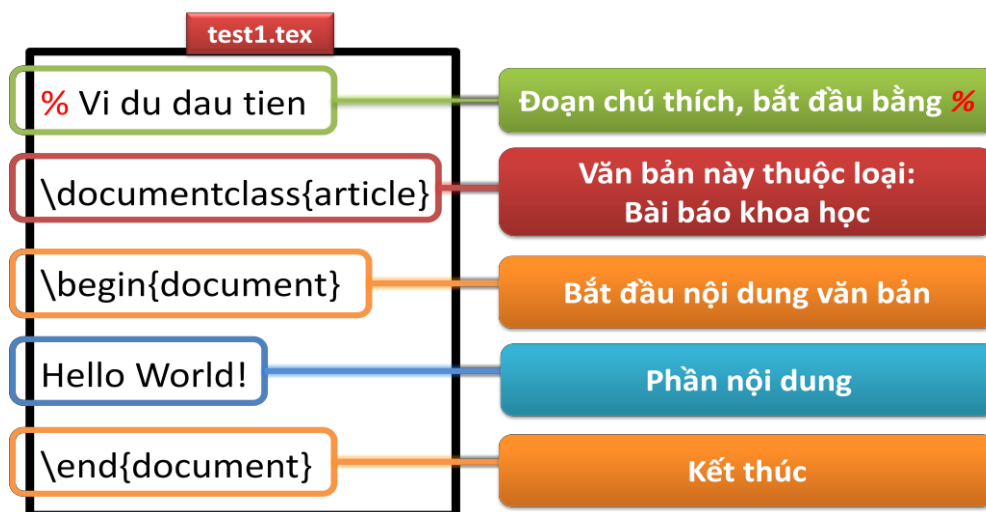 test1.tex
% Vi du dau tien
Đoạn chú thích, bắt đầu bằng %
\documentclass{article}
Văn bản này thuộc loại:
Bài báo khoa học
\begin{document}
Bắt đầu nội dung văn bản
Hello World!
Phần nội dung
\end{document}
Kết thúc